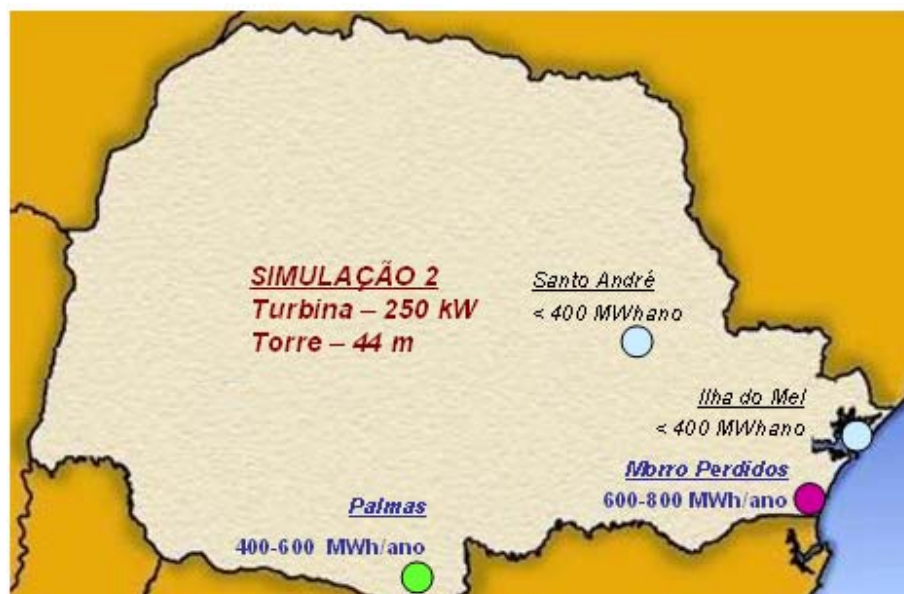 SIMULAÇÃO 2
Turbina – 250 kW
Torre – 44 m
Santo André
< 400 MWhano
Ilha do Mel
< 400 MWhano
Morro Perdidos
600-800 MWh/ano
Palmas
400-600 MWh/ano